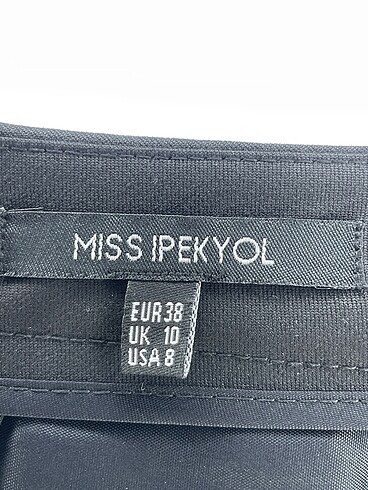 MISS IPEKYOL
EUR 38
UK 10
USA 8